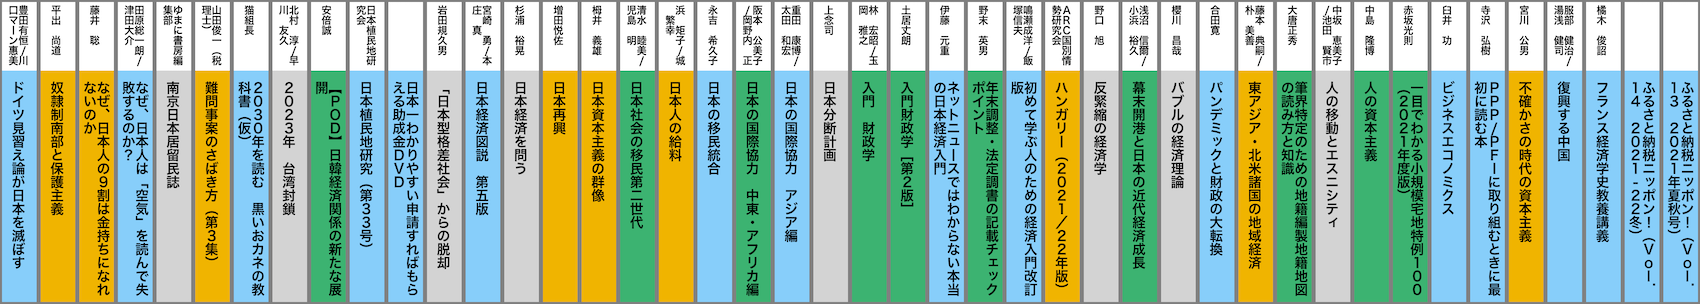 ふるさと納税ニッポン！（Ｖｏｌ．
１３　２０２１年夏秋号）
ふるさと納税ニッポン！（Ｖｏｌ．
１４　２０２１-２２冬）
橘木　俊詔
フランス経済学史教養講義
服部　健治／
湯浅　健司
復興する中国
宮川　公男
不確かさの時代の資本主義
寺沢　弘樹
ＰＰＰ／ＰＦＩに取り組むときに最
初に読む本
臼井　功
ビジネスエコノミクス
赤坂光則
一目でわかる小規模宅地特例１００
（２０２１年度版）
中島　隆博
人の資本主義
中坂　恵美子
／池田　賢市
人の移動とエスニシティ
大唐正秀
筆界特定のための地籍編製地籍地図
の読み方と知識
藤本　典嗣／
朴　美善
東アジア・北米諸国の地域経済
合田寛
パンデミックと財政の大転換
櫻川　昌哉
バブルの経済理論
浅沼　信爾／
小浜　裕久
幕末開港と日本の近代経済成長
野口　旭
反緊縮の経済学
ＡＲＣ国別情
勢研究会
ハンガリー（２０２１／２２年版）
鳴瀬成洋／飯
塚信夫
初めて学ぶ人のための経済入門改訂
版
野末　英男
年末調整・法定調書の記載チェック
ポイント
伊藤　元重
ネットニュースではわからない本当
の日本経済入門
土居丈朗
入門財政学［第２版］
林　宏昭／玉
岡　雅之
入門　財政学
上念司
日本分断計画
重田　康博／
太田　和宏
日本の国際協力　アジア編
阪本　公美子
／岡野内　正
日本の国際協力　中東・アフリカ編
永吉　希久子
日本の移民統合
浜　矩子／城
繁幸
日本人の給料
清水　睦美／
児島　明
日本社会の移民第二世代
栂井　義雄
日本資本主義の群像
増田悦佐
日本再興
杉浦　裕晃
日本経済を問う
宮崎　勇／本
庄　真
日本経済図説　第五版
岩田規久男
「日本型格差社会」からの脱却
日本一わかりやすい申請すればもら
える助成金ＤＶＤ
日本植民地研
究会
日本植民地研究（第３３号）
安倍誠
【ＰＯＤ】日韓経済関係の新たな展
開
北村　淳／早
川　友久
２０２３年　台湾封鎖
猫組長
２０３０年を読む　黒いおカネの教
科書（仮）
山田俊一（税
理士）
難問事案のさばき方（第３集）
ゆまに書房編
集部
南京日本居留民誌
田原総一朗／
津田大介
なぜ、日本人は「空気」を読んで失
敗するのか？
藤井　聡
なぜ、日本人の９割は金持ちになれ
ないのか
平出　尚道
奴隷制南部と保護主義
豊田有恒／川
口マーン惠美
ドイツ見習え論が日本を滅ぼす